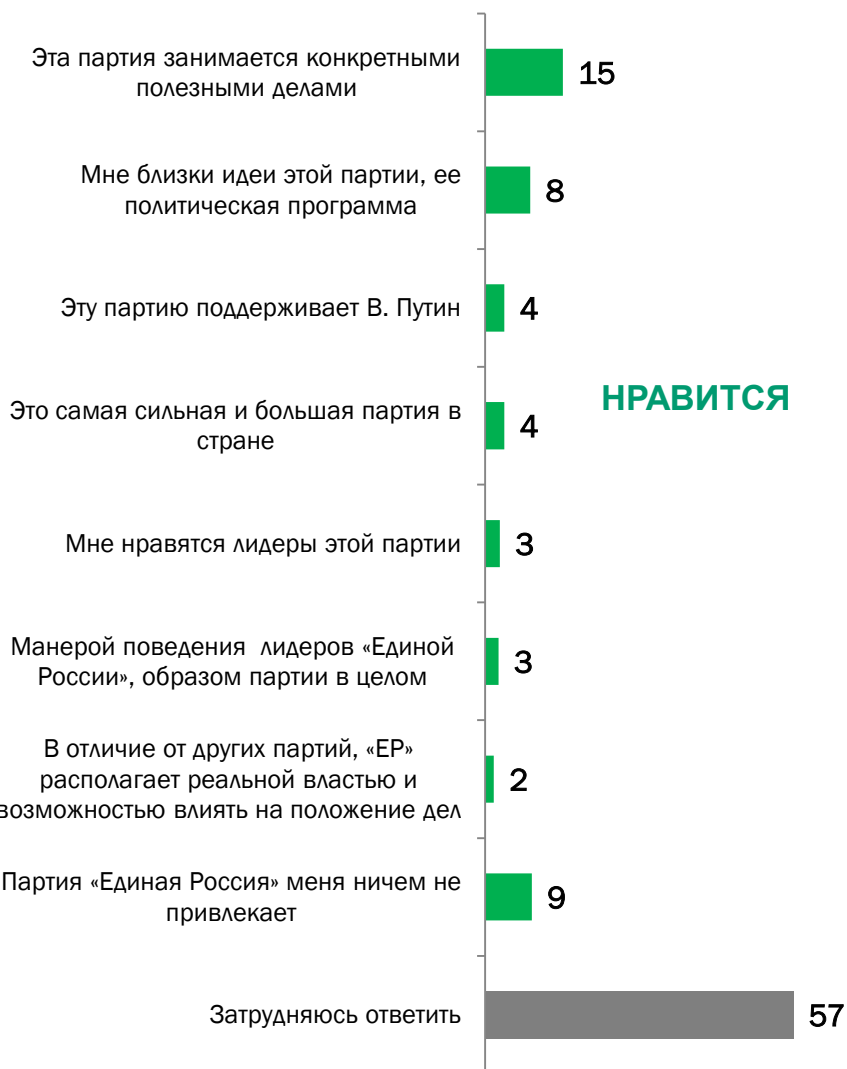 Эта партия занимается конкретными
полезными делами
15
Мне близки идеи этой партии, ее
политическая программа
8
Эту партию поддерживает В. Путин
4
НРАВИТСЯ
Это самая сильная и большая партия в
стране
4
Мне нравятся лидеры этой партии
3
Манерой поведения лидеров «Единой
России», образом партии в целом
3
В отличие от других партий, «ЕР»
располагает реальной властью и
возможностью влиять на положение дел
2
Партия «Единая Россия» меня ничем не
привлекает
9
Затрудняюсь ответить
57